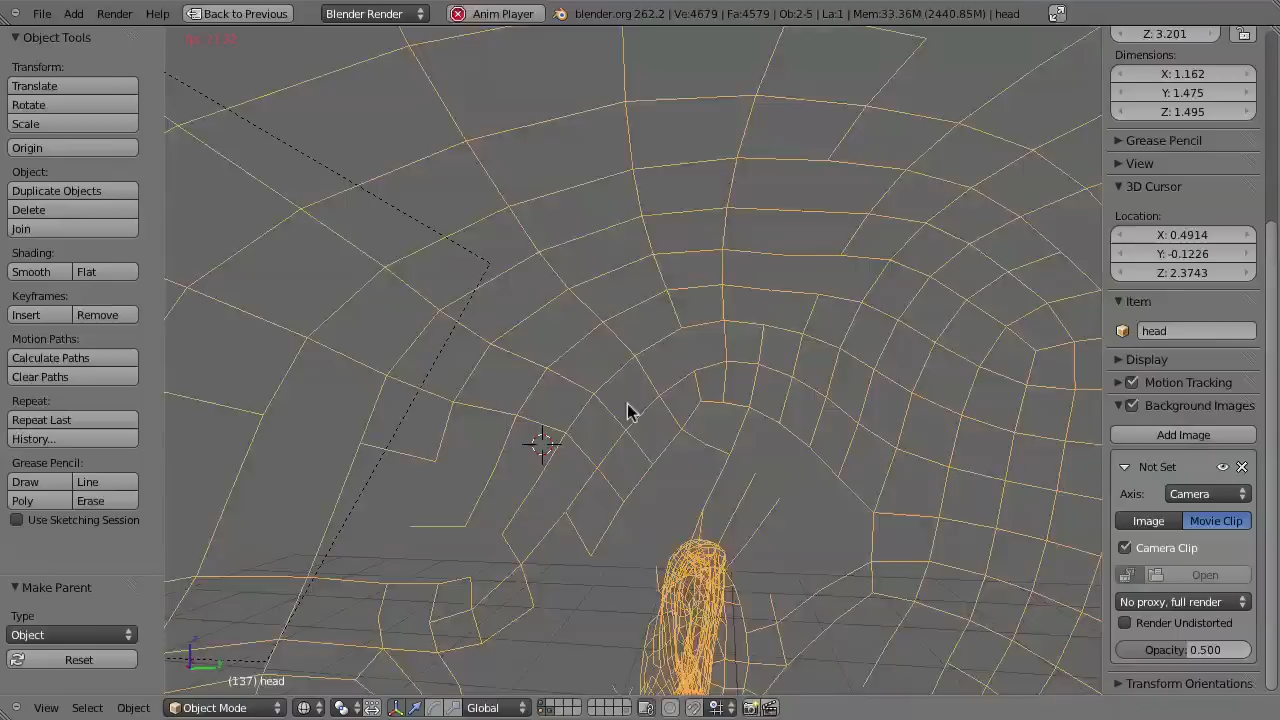 File Add Render Help Back to Previous Blender Render Anim Player blender.org 262.2 | Ve:4679 | Fa:4579 | Ob:2-5 | La:1 | Mem:33.36M (2440.85M) | head
Object Tools
Transform:
Translate
Rotate
Scale
Origin
Object:
Duplicate Objects
Delete
Join
Shading:
Smooth Flat
Keyframes:
Insert Remove
Motion Paths:
Calculate Paths
Clear Paths
Repeat:
Repeat Last
History...
Grease Pencil:
Draw Line
Poly Erase
Use Sketching Session
Make Parent
Type
Object
Reset
(137) head
Z: 3.201
Dimensions:
X: 1.162
Y: 1.475
Z: 1.495
Grease Pencil
View
3D Cursor
Location:
X: 0.4914
Y: -0.1226
Z: 2.3743
Item
head
Display
Motion Tracking
Background Images
Add Image
Not Set
Axis: Camera
Image Movie Clip
Camera Clip
Open
No proxy, full render
Render Undistorted
Opacity: 0.500
Transform Orientations
View Select Object Object Mode Global